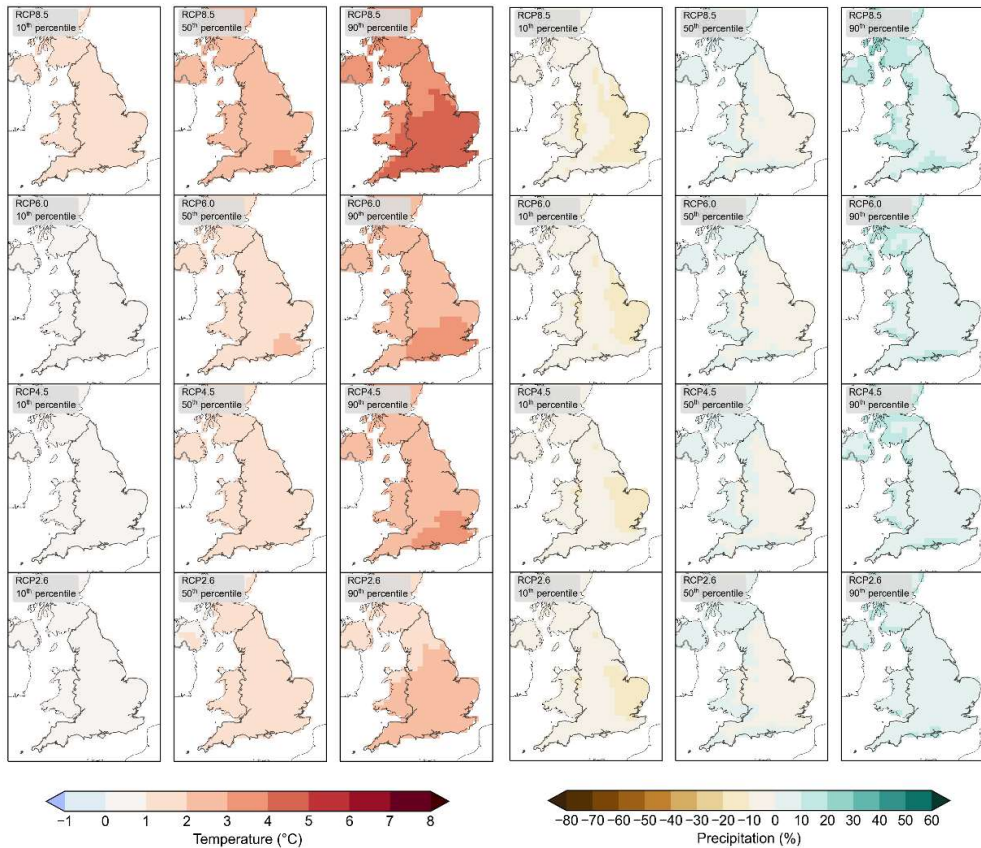 RCP8.5
10th percentile
RCP8.5
50th percentile
RCP8.5
90th percentile
RCP8.5
10th percentile
RCP8.5
50th percentile
RCP8.5
90th percentile
RCP6.0
10th percentile
RCP6.0
50th percentile
RCP6.0
90th percentile
RCP6.0
10th percentile
RCP6.0
50th percentile
RCP6.0
90th percentile
RCP4.5
10th percentile
RCP4.5
50th percentile
RCP4.5
90th percentile
RCP4.5
10th percentile
RCP4.5
50th percentile
RCP4.5
90th percentile
RCP2.6
10th percentile
RCP2.6
50th percentile
RCP2.6
90th percentile
RCP2.6
10th percentile
RCP2.6
50th percentile
RCP2.6
90th percentile
−1 0 1 2 3 4 5 6 7 8
Temperature (°C)
−80 −70 −60 −50 −40 −30 −20 −10 0 10 20 30 40 50 60
Precipitation (%)